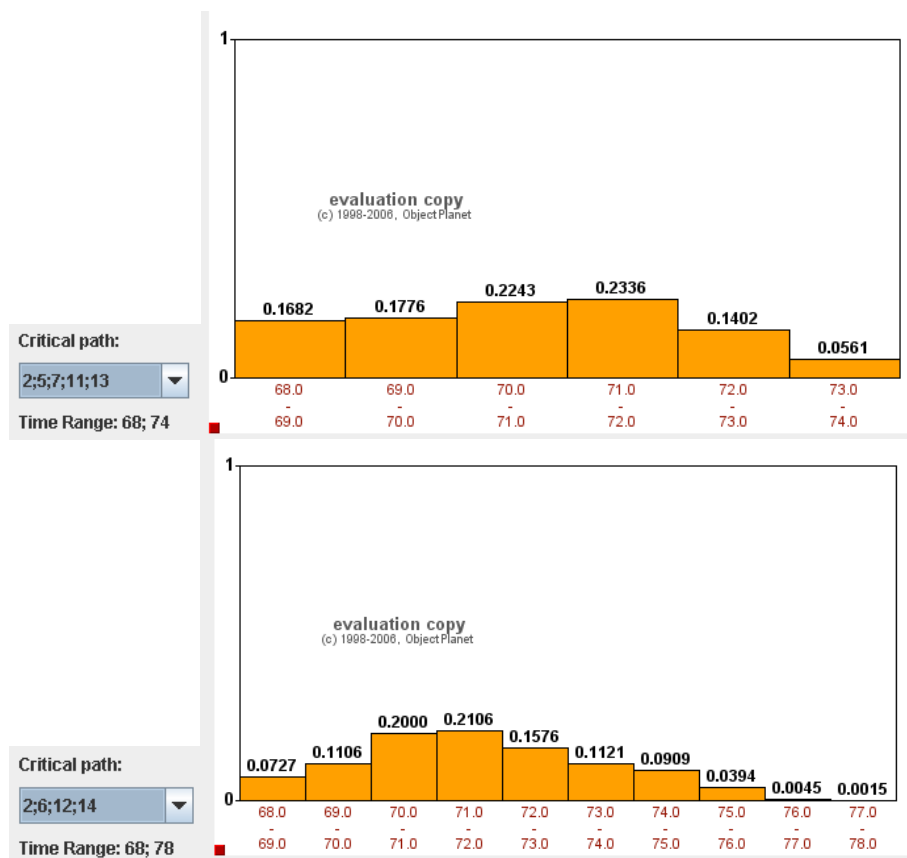 1
evaluation copy
(c) 1998-2006, ObjectPlanet
0.1682 0.1776 0.2243 0.2336 0.1402 0.0561
0
Critical path:
2;5;7;11;13
Time Range: 68; 74
68.0 69.0 70.0 71.0 72.0 73.0
- - - - - -
69.0 70.0 71.0 72.0 73.0 74.0
1
evaluation copy
(c) 1998-2006, ObjectPlanet
0.0727 0.1106 0.2000 0.2106 0.1576 0.1121 0.0909 0.0394 0.0045 0.0015
0
Critical path:
2;6;12;14
Time Range: 68; 78
68.0 69.0 70.0 71.0 72.0 73.0 74.0 75.0 76.0 77.0
- - - - - - - - - -
69.0 70.0 71.0 72.0 73.0 74.0 75.0 76.0 77.0 78.0